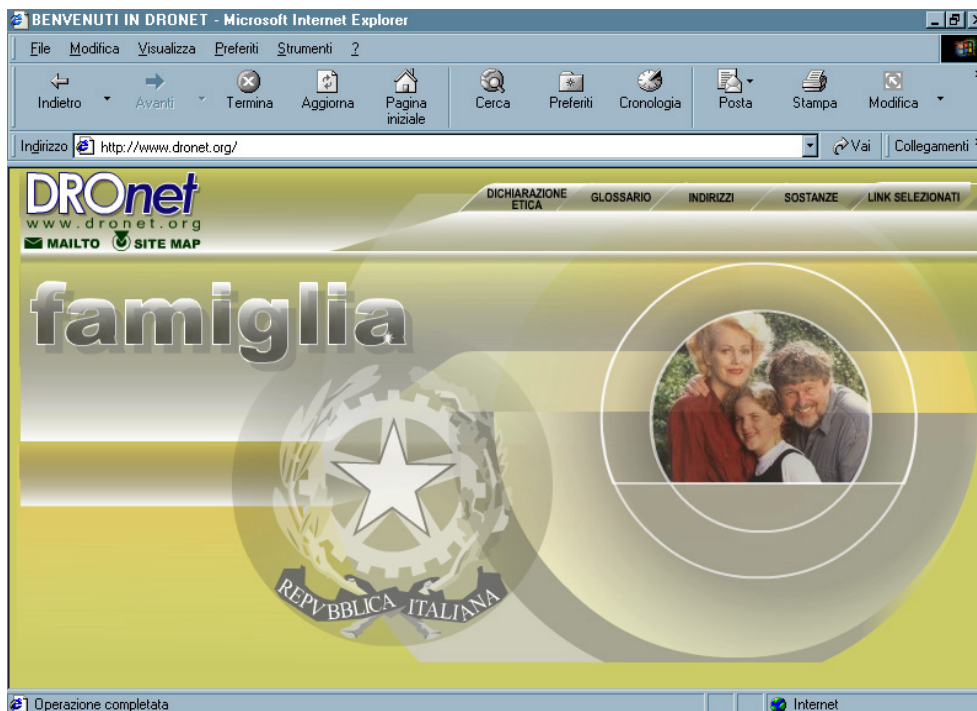 BENVENUTI IN DRONET - Microsoft Internet Explorer
File Modifica Visualizza Preferiti Strumenti ?
Indietro Avanti Termina Aggiorna Pagina iniziale Cerca Preferiti Cronologia Posta Stampa Modifica
Indirizzo http://www.dronet.org/ Vai Collegamenti
DROnet
www.dronet.org
MAILTO SITE MAP
DICHIARAZIONE ETICA GLOSSARIO INDIRIZZI SOSTANZE LINK SELEZIONATI
famiglia
REPVBBLICA ITALIANA
Operazione completata Internet